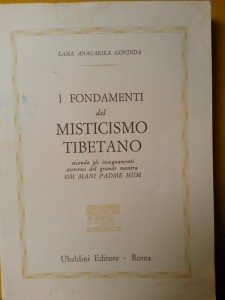 LAMA ANAGARIKA GOVINDA
I FONDAMENTI
del
MISTICISMO
TIBETANO
secondo gli insegnamenti
esoterici del grande mantra
OM MANI PADME HUM
Ubaldini Editore - Roma